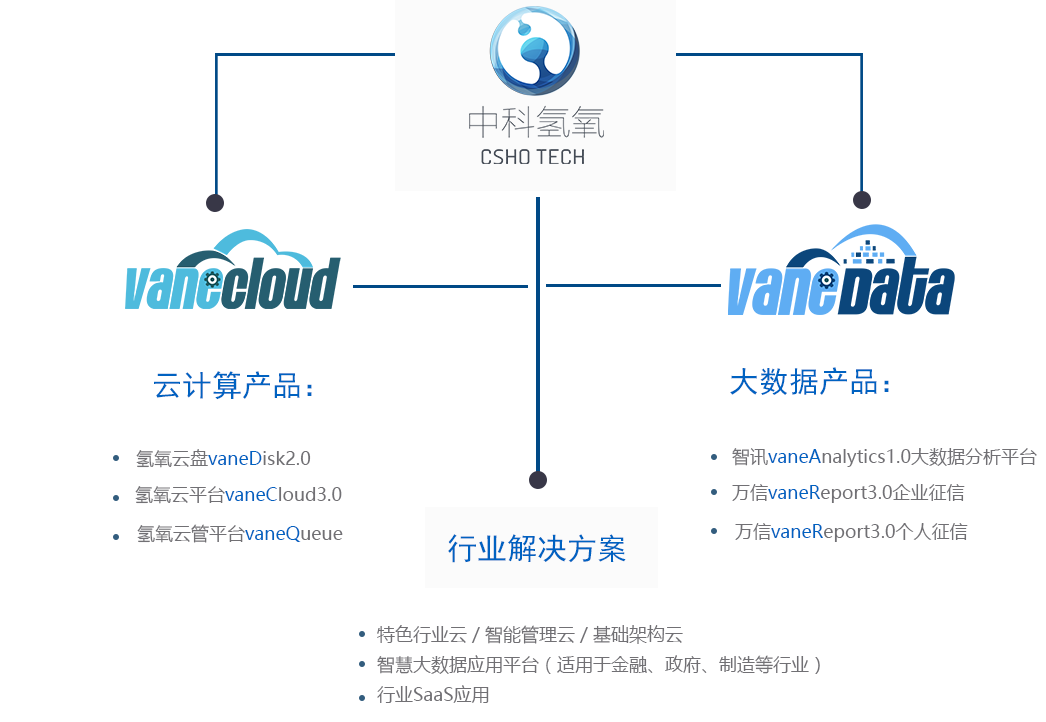 中科氢氧
CSHO TECH
vanecloud
vaneData
云计算产品：
氢氧云盘vaneDisk2.0
氢氧云平台vaneCloud3.0
氢氧云管平台vaneQueue
大数据产品：
智讯vaneAnalytics1.0大数据分析平台
万信vaneReport3.0企业征信
万信vaneReport3.0个人征信
行业解决方案
特色行业云 / 智能管理云 / 基础架构云
智慧大数据应用平台（适用于金融、政府、制造等行业）
行业SaaS应用